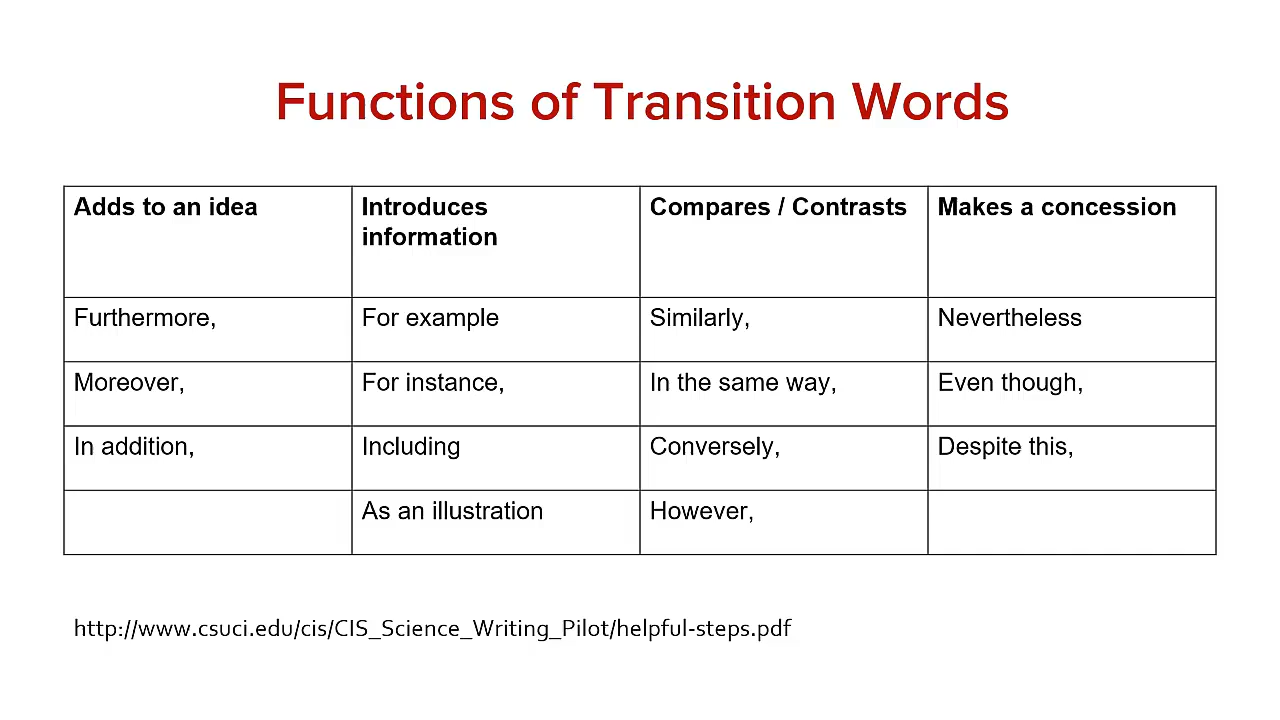 Functions of Transition Words
Adds to an idea
Introduces
information
Compares / Contrasts
Makes a concession
Furthermore,
For example
Similarly,
Nevertheless
Moreover,
For instance,
In the same way,
Even though,
In addition,
Including
Conversely,
Despite this,
As an illustration
However,
http://www.csuci.edu/cis/CIS_Science_Writing_Pilot/helpful-steps.pdf